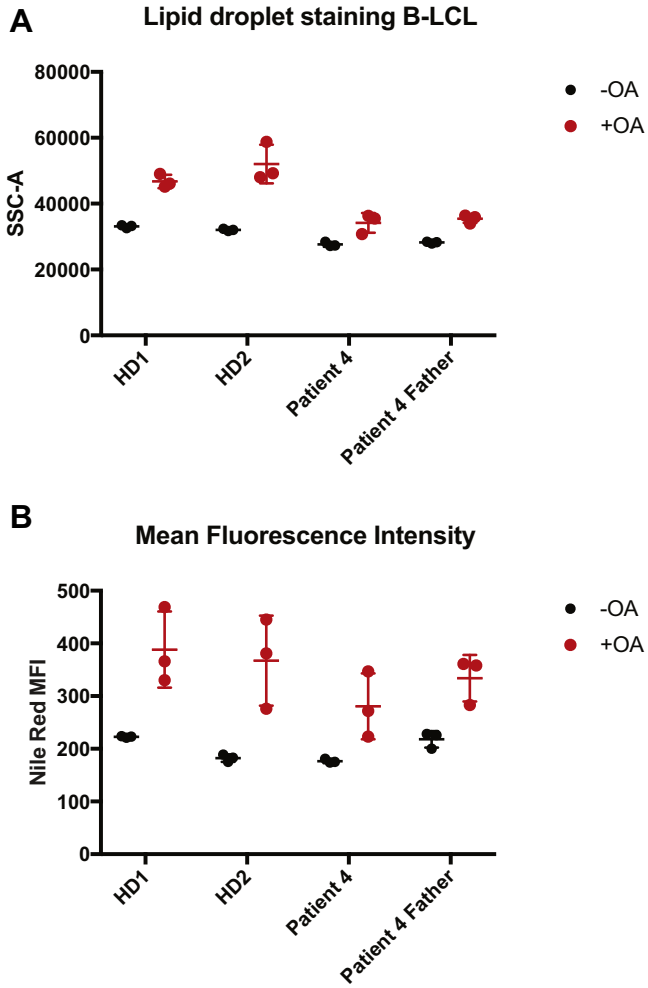 A
Lipid droplet staining B-LCL
80000
60000
40000
20000
0
SSC-A
HD1
HD2
Patient 4
Patient 4 Father
-OA
+OA
B
Mean Fluorescence Intensity
500
400
300
200
100
0
Nile Red MFI
HD1
HD2
Patient 4
Patient 4 Father
-OA
+OA